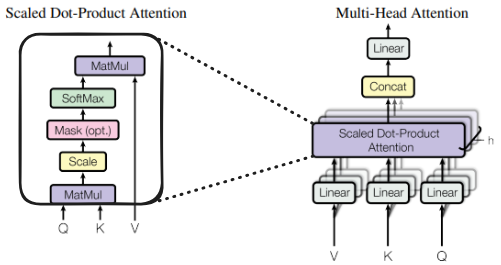 Scaled Dot-Product Attention
MatMul
SoftMax
Mask (opt.)
Scale
MatMul
Q K V
Multi-Head Attention
Linear
Concat
Scaled Dot-Product
Attention
h
Linear Linear Linear
V K Q